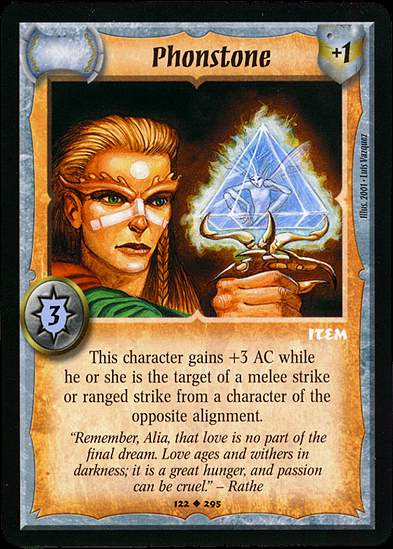 Phonstone
+1
Illus. 2001 • Luis Vazquez
ITEM
3
This character gains +3 AC while
he or she is the target of a melee strike
or ranged strike from a character of the
opposite alignment.
“Remember, Alia, that love is no part of the
final dream. Love ages and withers in
darkness; it is a great hunger, and passion
can be cruel.” – Rathe
122 ◆ 295